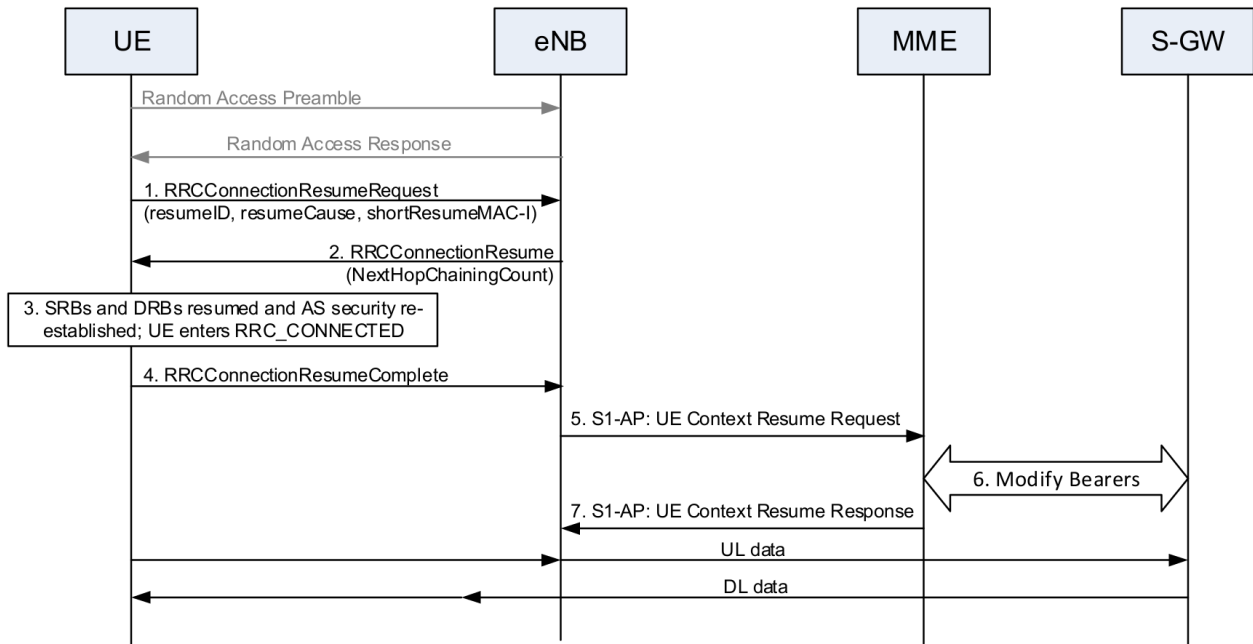 UE
eNB
MME
S-GW
Random Access Preamble
Random Access Response
1. RRCConnectionResumeRequest
(resumeID, resumeCause, shortResumeMAC-I)
2. RRCConnectionResume
(NextHopChainingCount)
3. SRBs and DRBs resumed and AS security re-
established; UE enters RRC_CONNECTED
4. RRCConnectionResumeComplete
5. S1-AP: UE Context Resume Request
6. Modify Bearers
7. S1-AP: UE Context Resume Response
UL data
DL data